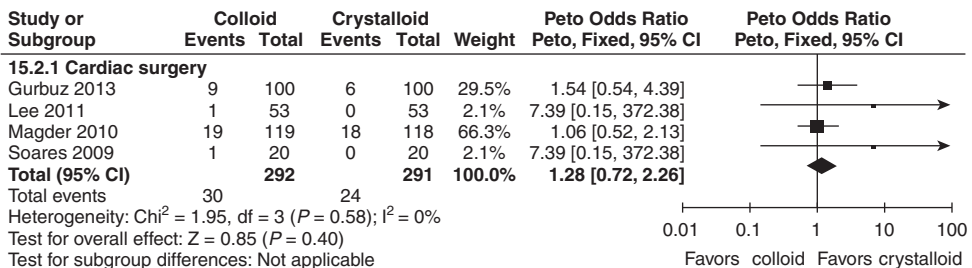 Study or Colloid Crystalloid Peto Odds Ratio Peto Odds Ratio
Subgroup Events Total Events Total Weight Peto, Fixed, 95% CI Peto, Fixed, 95% CI
15.2.1 Cardiac surgery
Gurbuz 2013 9 100 6 100 29.5% 1.54 [0.54, 4.39]
Lee 2011 1 53 0 53 2.1% 7.39 [0.15, 372.38]
Magder 2010 19 119 18 118 66.3% 1.06 [0.52, 2.13]
Soares 2009 1 20 0 20 2.1% 7.39 [0.15, 372.38]
Total (95% CI) 292 291 100.0% 1.28 [0.72, 2.26]
Total events 30 24
Heterogeneity: Chi² = 1.95, df = 3 (P = 0.58); I² = 0%
Test for overall effect: Z = 0.85 (P = 0.40)
Test for subgroup differences: Not applicable
0.01 0.1 1 10 100
Favors colloid Favors crystalloid